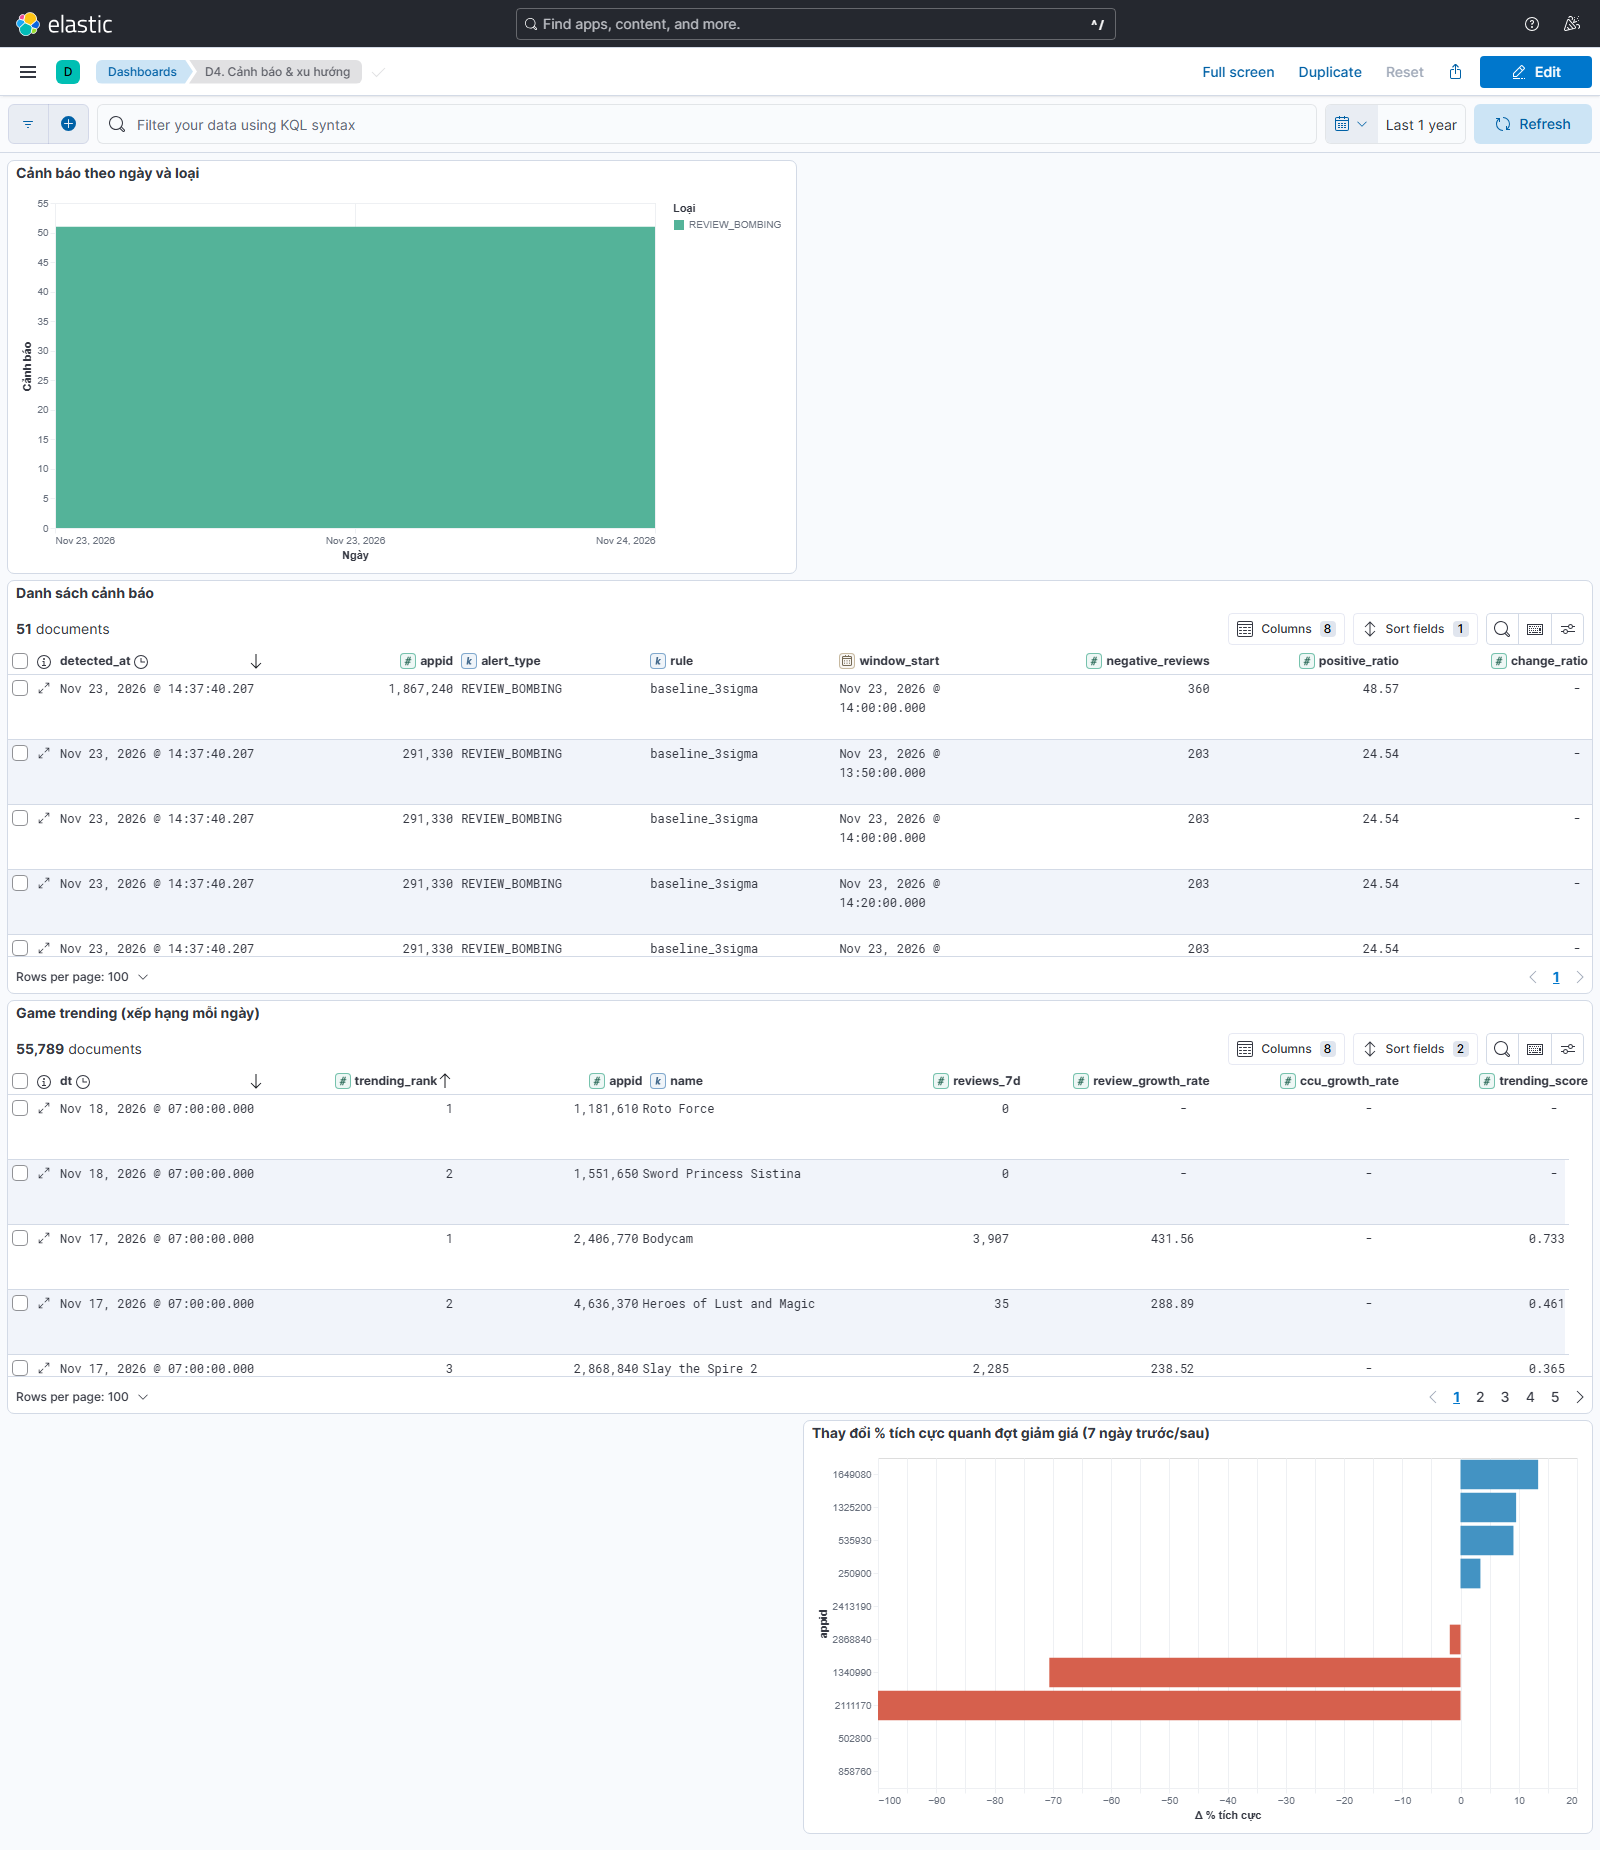 elastic
Find apps, content, and more.
^/
D
Dashboards
D4. Cảnh báo & xu hướng
Full screen
Duplicate
Reset
Edit
Filter your data using KQL syntax
Last 1 year
Refresh
Cảnh báo theo ngày và loại
55
50
45
40
35
30
25
20
15
10
5
0
Cảnh báo
Nov 23, 2026
Nov 23, 2026
Nov 24, 2026
Ngày
Loại
REVIEW_BOMBING
Danh sách cảnh báo
51 documents
Columns 8
Sort fields 1
detected_at
# appid
k alert_type
k rule
window_start
# negative_reviews
# positive_ratio
# change_ratio
Nov 23, 2026 @ 14:37:40.207 1,867,240 REVIEW_BOMBING baseline_3sigma Nov 23, 2026 @ 14:00:00.000 360 48.57 -
Nov 23, 2026 @ 14:37:40.207 291,330 REVIEW_BOMBING baseline_3sigma Nov 23, 2026 @ 13:50:00.000 203 24.54 -
Nov 23, 2026 @ 14:37:40.207 291,330 REVIEW_BOMBING baseline_3sigma Nov 23, 2026 @ 14:00:00.000 203 24.54 -
Nov 23, 2026 @ 14:37:40.207 291,330 REVIEW_BOMBING baseline_3sigma Nov 23, 2026 @ 14:20:00.000 203 24.54 -
Nov 23, 2026 @ 14:37:40.207 291,330 REVIEW_BOMBING baseline_3sigma Nov 23, 2026 @ 203 24.54 -
Rows per page: 100
1
Game trending (xếp hạng mỗi ngày)
55,789 documents
Columns 8
Sort fields 2
dt
# trending_rank
# appid
k name
# reviews_7d
# review_growth_rate
# ccu_growth_rate
# trending_score
Nov 18, 2026 @ 07:00:00.000 1 1,181,610 Roto Force 0 - - -
Nov 18, 2026 @ 07:00:00.000 2 1,551,650 Sword Princess Sistina 0 - - -
Nov 17, 2026 @ 07:00:00.000 1 2,406,770 Bodycam 3,907 431.56 - 0.733
Nov 17, 2026 @ 07:00:00.000 2 4,636,370 Heroes of Lust and Magic 35 288.89 - 0.461
Nov 17, 2026 @ 07:00:00.000 3 2,868,840 Slay the Spire 2 2,285 238.52 - 0.365
Rows per page: 100
1 2 3 4 5
Thay đổi % tích cực quanh đợt giảm giá (7 ngày trước/sau)
appid
1649080
1325200
535930
250900
2413190
2868840
1340990
2111170
502800
858760
−100 −90 −80 −70 −60 −50 −40 −30 −20 −10 0 10 20
Δ % tích cực